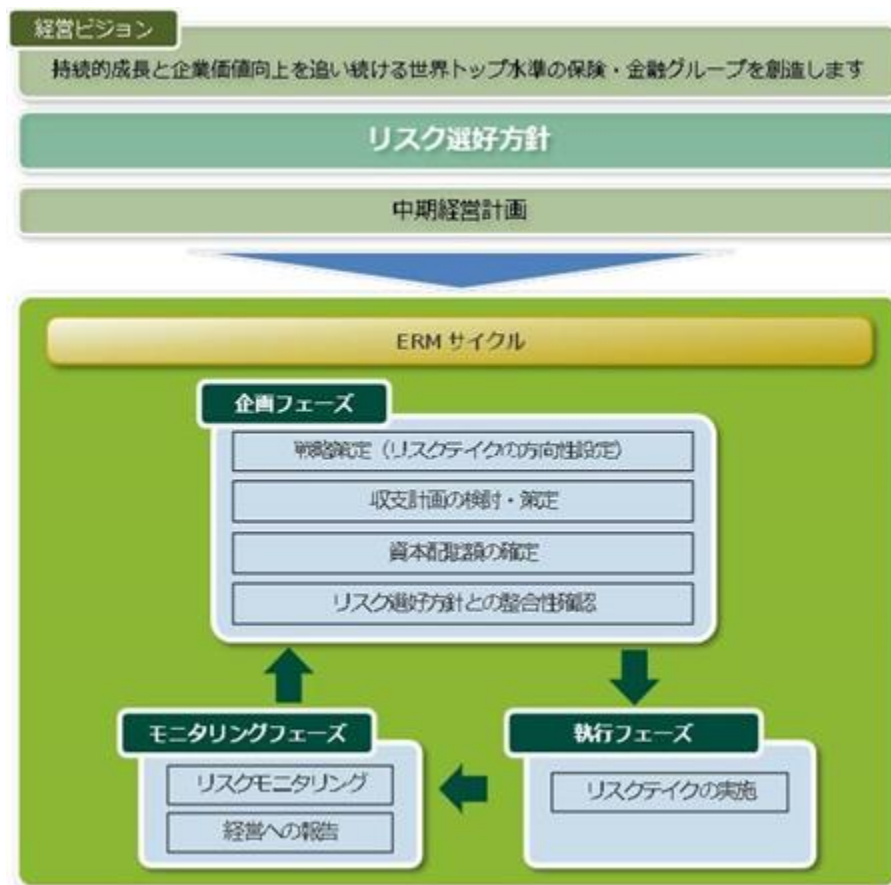 経営ビジョン
持続的成長と企業価値向上を追い続ける世界トップ水準の保険・金融グループを創造します
リスク選好方針
中期経営計画
ERM サイクル
企画フェーズ
戦略策定（リスクテイクの方向性設定）
収支計画の検討・策定
資本配賦額の確定
リスク選好方針との整合性確認
モニタリングフェーズ
リスクモニタリング
経営への報告
執行フェーズ
リスクテイクの実施